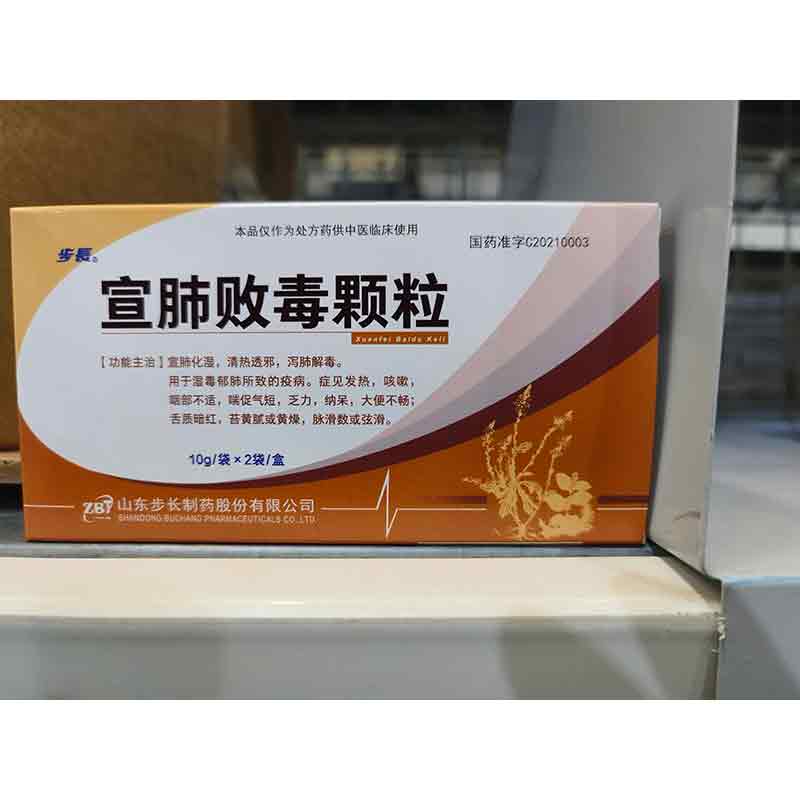 本品仅作为处方药供中医临床使用
国药准字C20210003
步長
宣肺败毒颗粒
Xuanfei Baidu Keli
【功能主治】宣肺化湿，清热透邪，泻肺解毒。
用于湿毒郁肺所致的疫病。症见发热，咳嗽，
咽部不适，喘促气短，乏力，纳呆，大便不畅；
舌质暗红，苔黄腻或黄燥，脉滑数或弦滑。
10g/袋×2袋/盒
ZBT
山东步长制药股份有限公司
SHANDONG BUCHANG PHARMACEUTICALS CO.,LTD